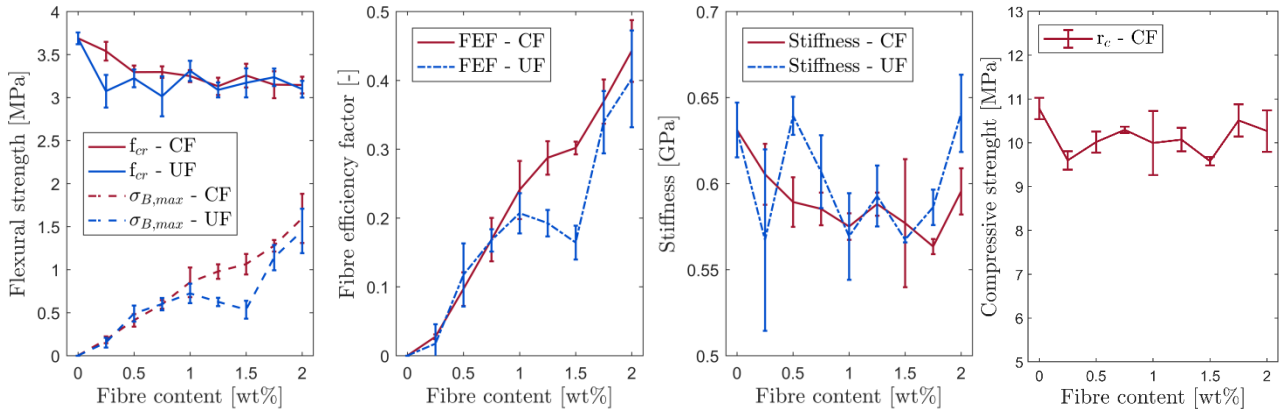 Flexural strength [MPa]
4
3.5
3
2.5
2
1.5
1
0.5
0
f_cr - CF
f_cr - UF
σ_B,max - CF
σ_B,max - UF
0 0.5 1 1.5 2
Fibre content [wt%]
Fibre efficiency factor [-]
0.5
0.4
0.3
0.2
0.1
0
FEF - CF
FEF - UF
0 0.5 1 1.5 2
Fibre content [wt%]
Stiffness [GPa]
0.7
0.65
0.6
0.55
0.5
Stiffness - CF
Stiffness - UF
0 0.5 1 1.5 2
Fibre content [wt%]
Compressive strenght [MPa]
13
12
11
10
9
8
7
6
5
r_c - CF
0 0.5 1 1.5 2
Fibre content [wt%]